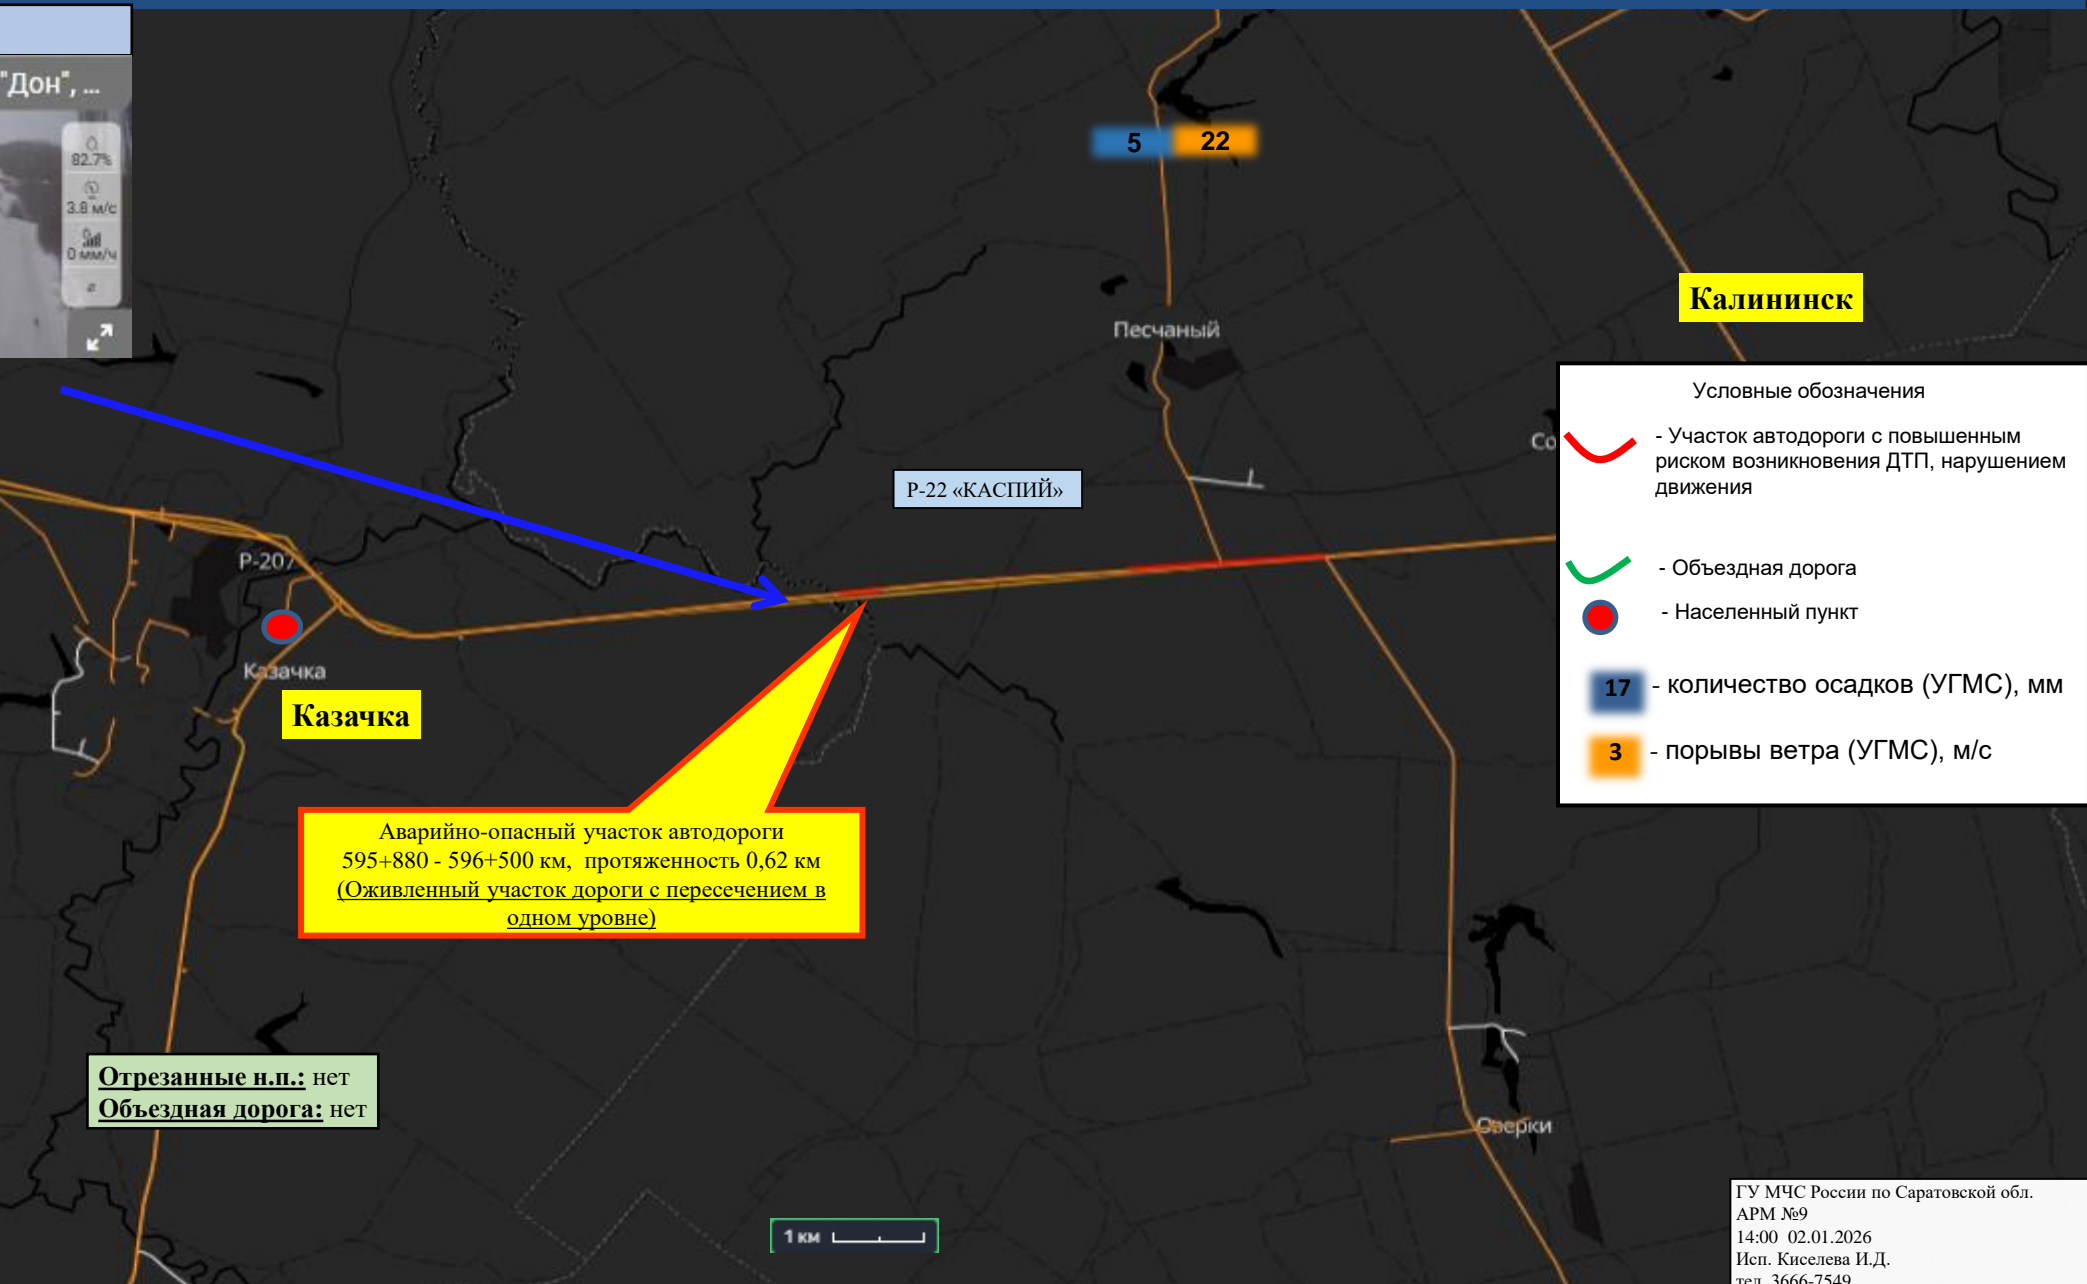 "Дон", ...
82.7%
3.8 м/с
0 мм/ч
5 22
Калининск
Песчаный
Условные обозначения
- Участок автодороги с повышенным
риском возникновения ДТП, нарушением
движения
- Объездная дорога
- Населенный пункт
17 - количество осадков (УГМС), мм
3 - порывы ветра (УГМС), м/с
Со
Р-22 «КАСПИЙ»
Р-207
Казачка
Казачка
Аварийно-опасный участок автодороги
595+880 - 596+500 км, протяженность 0,62 км
(Оживленный участок дороги с пересечением в
одном уровне)
Отрезанные н.п.: нет
Объездная дорога: нет
Озерки
1 км
ГУ МЧС России по Саратовской обл.
АРМ №9
14:00 02.01.2026
Исп. Киселева И.Д.
тел. 3666-7549